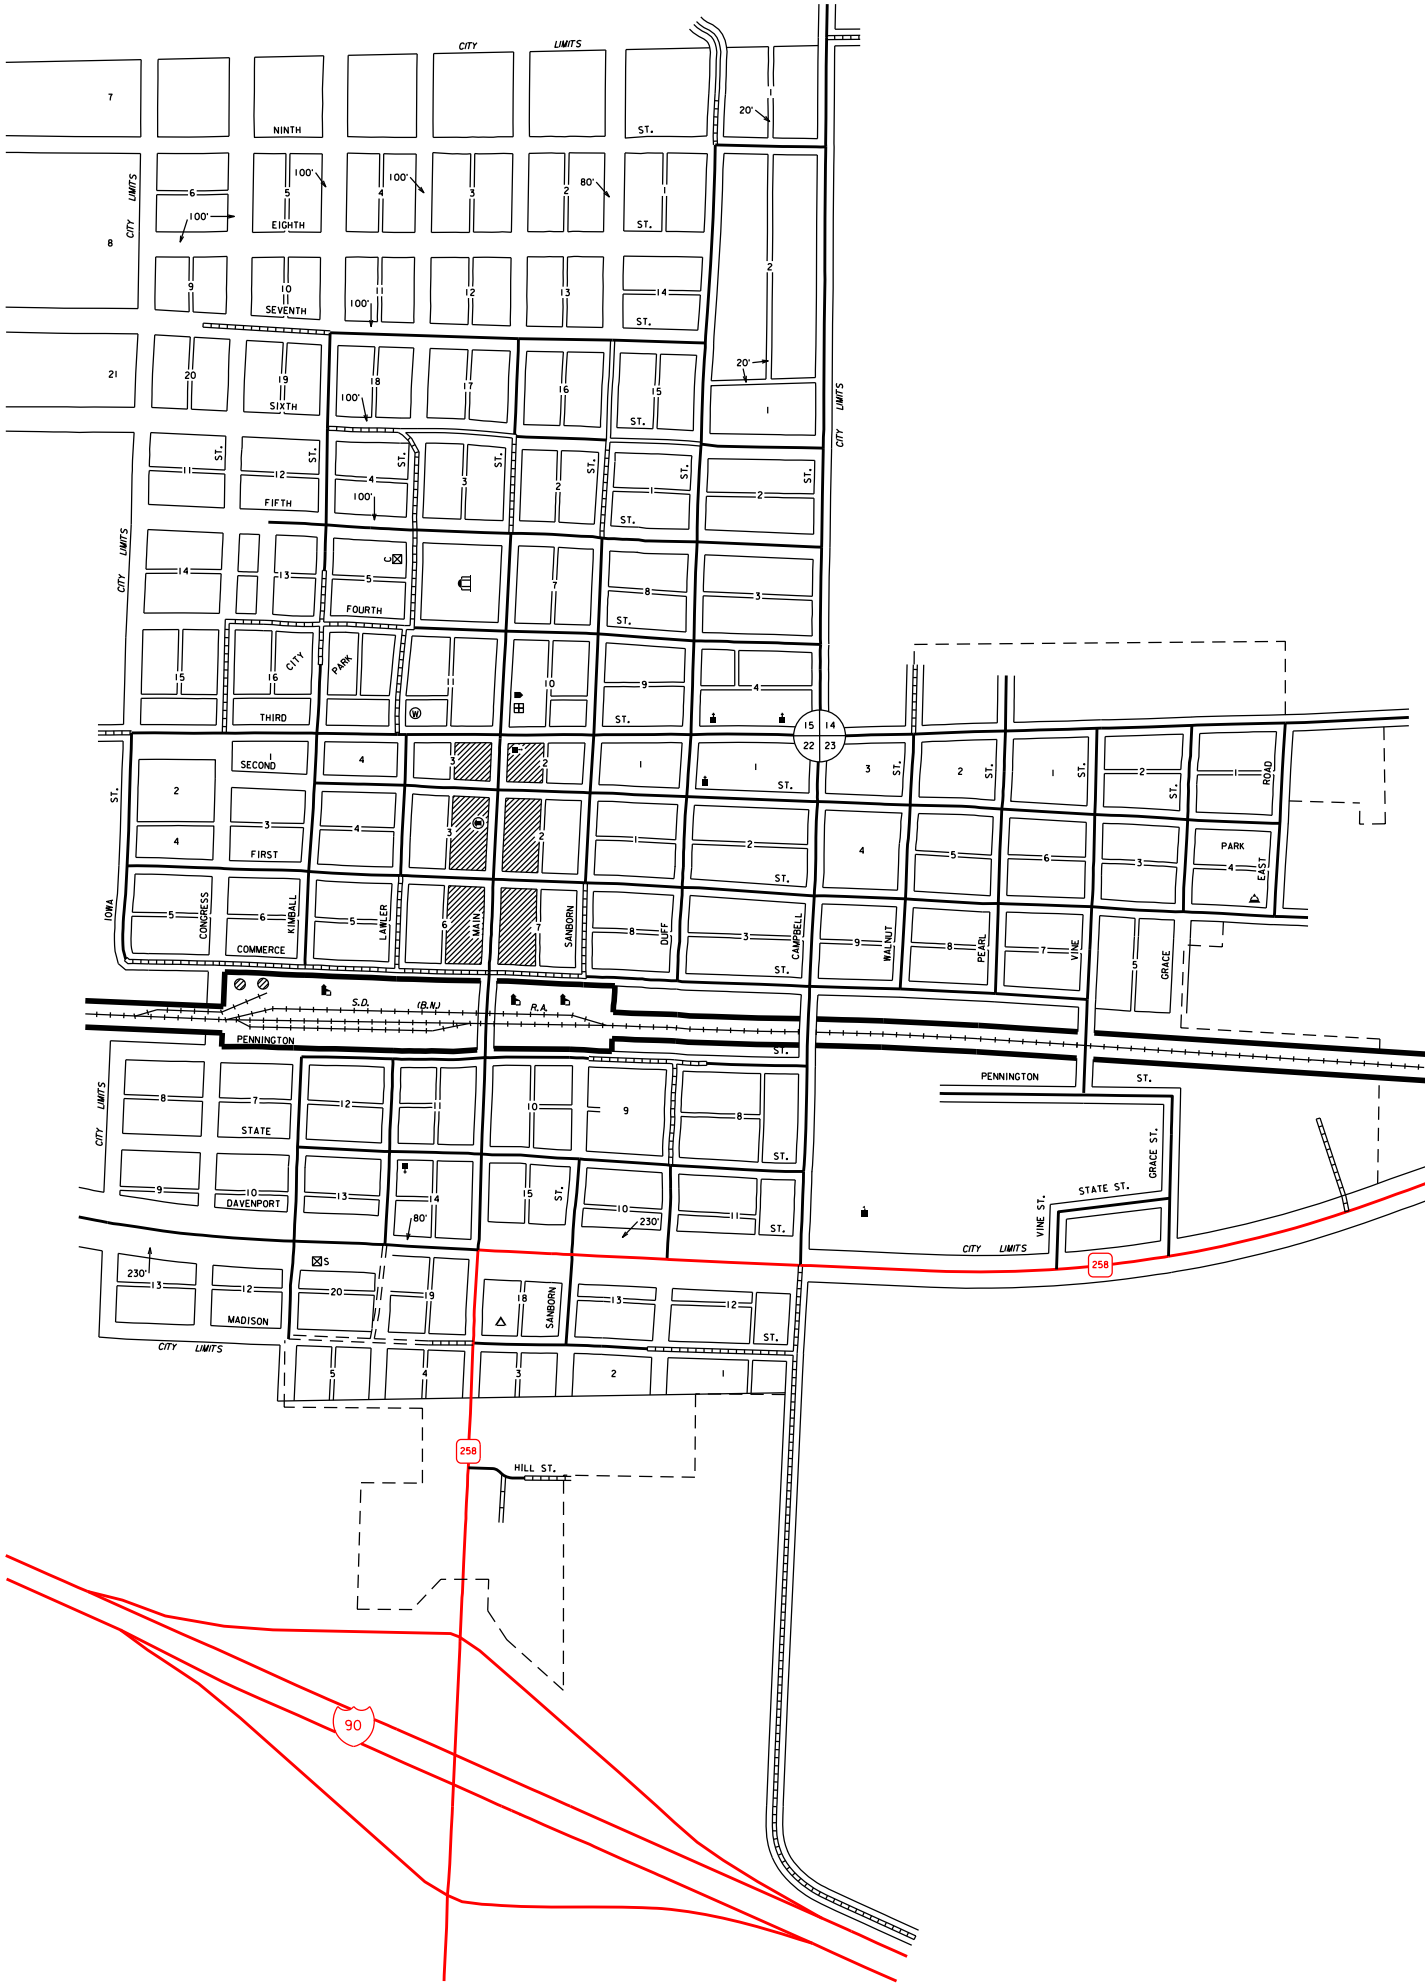 CITY LIMITS
7
1
20'
NINTH ST.
CITY LIMITS
6 5 100' 4 100' 3 2 80' 1
100'
8
EIGHTH ST.
9 10 11 12 13 14 2
100'
SEVENTH ST.
20'
21 20 19 18 17 16 15
100'
1
SIXTH ST.
CITY LIMITS
ST. ST. ST. ST. ST. ST. ST.
11 12 4 3 2 1 2
100'
FIFTH ST.
CITY LIMITS
C
14 13 5 7 8 3
FOURTH ST.
CITY PARK
15 16 11 10 9 4
W
THIRD ST.
15 14
22 23
1 4 3 2 1 1 3 2 1 2 1
SECOND ST.
ST. ST. ST. ST. ST. ROAD
2
3 4 3 2 1 2 4 5 6 3 4
4
PARK
FIRST ST.
EAST
IOWA CONGRESS KIMBALL LAWLER MAIN SANBORN DUFF CAMPBELL WALNUT PEARL VINE GRACE
5 6 5 6 7 8 3 9 8 7 5
COMMERCE ST.
S.D. (B.N.) R.A.
PENNINGTON ST.
PENNINGTON ST.
CITY LIMITS
8 7 12 11 10 9 8
STATE ST.
GRACE ST.
9 10 13 14 15 ST. 10 11
STATE ST.
VINE ST.
DAVENPORT 80' 230' ST.
CITY LIMITS
258
S
230'
13 12 20 19 18 SANBORN 13 12
MADISON ST.
CITY LIMITS
5 4 3 2 1
258
HILL ST.
90